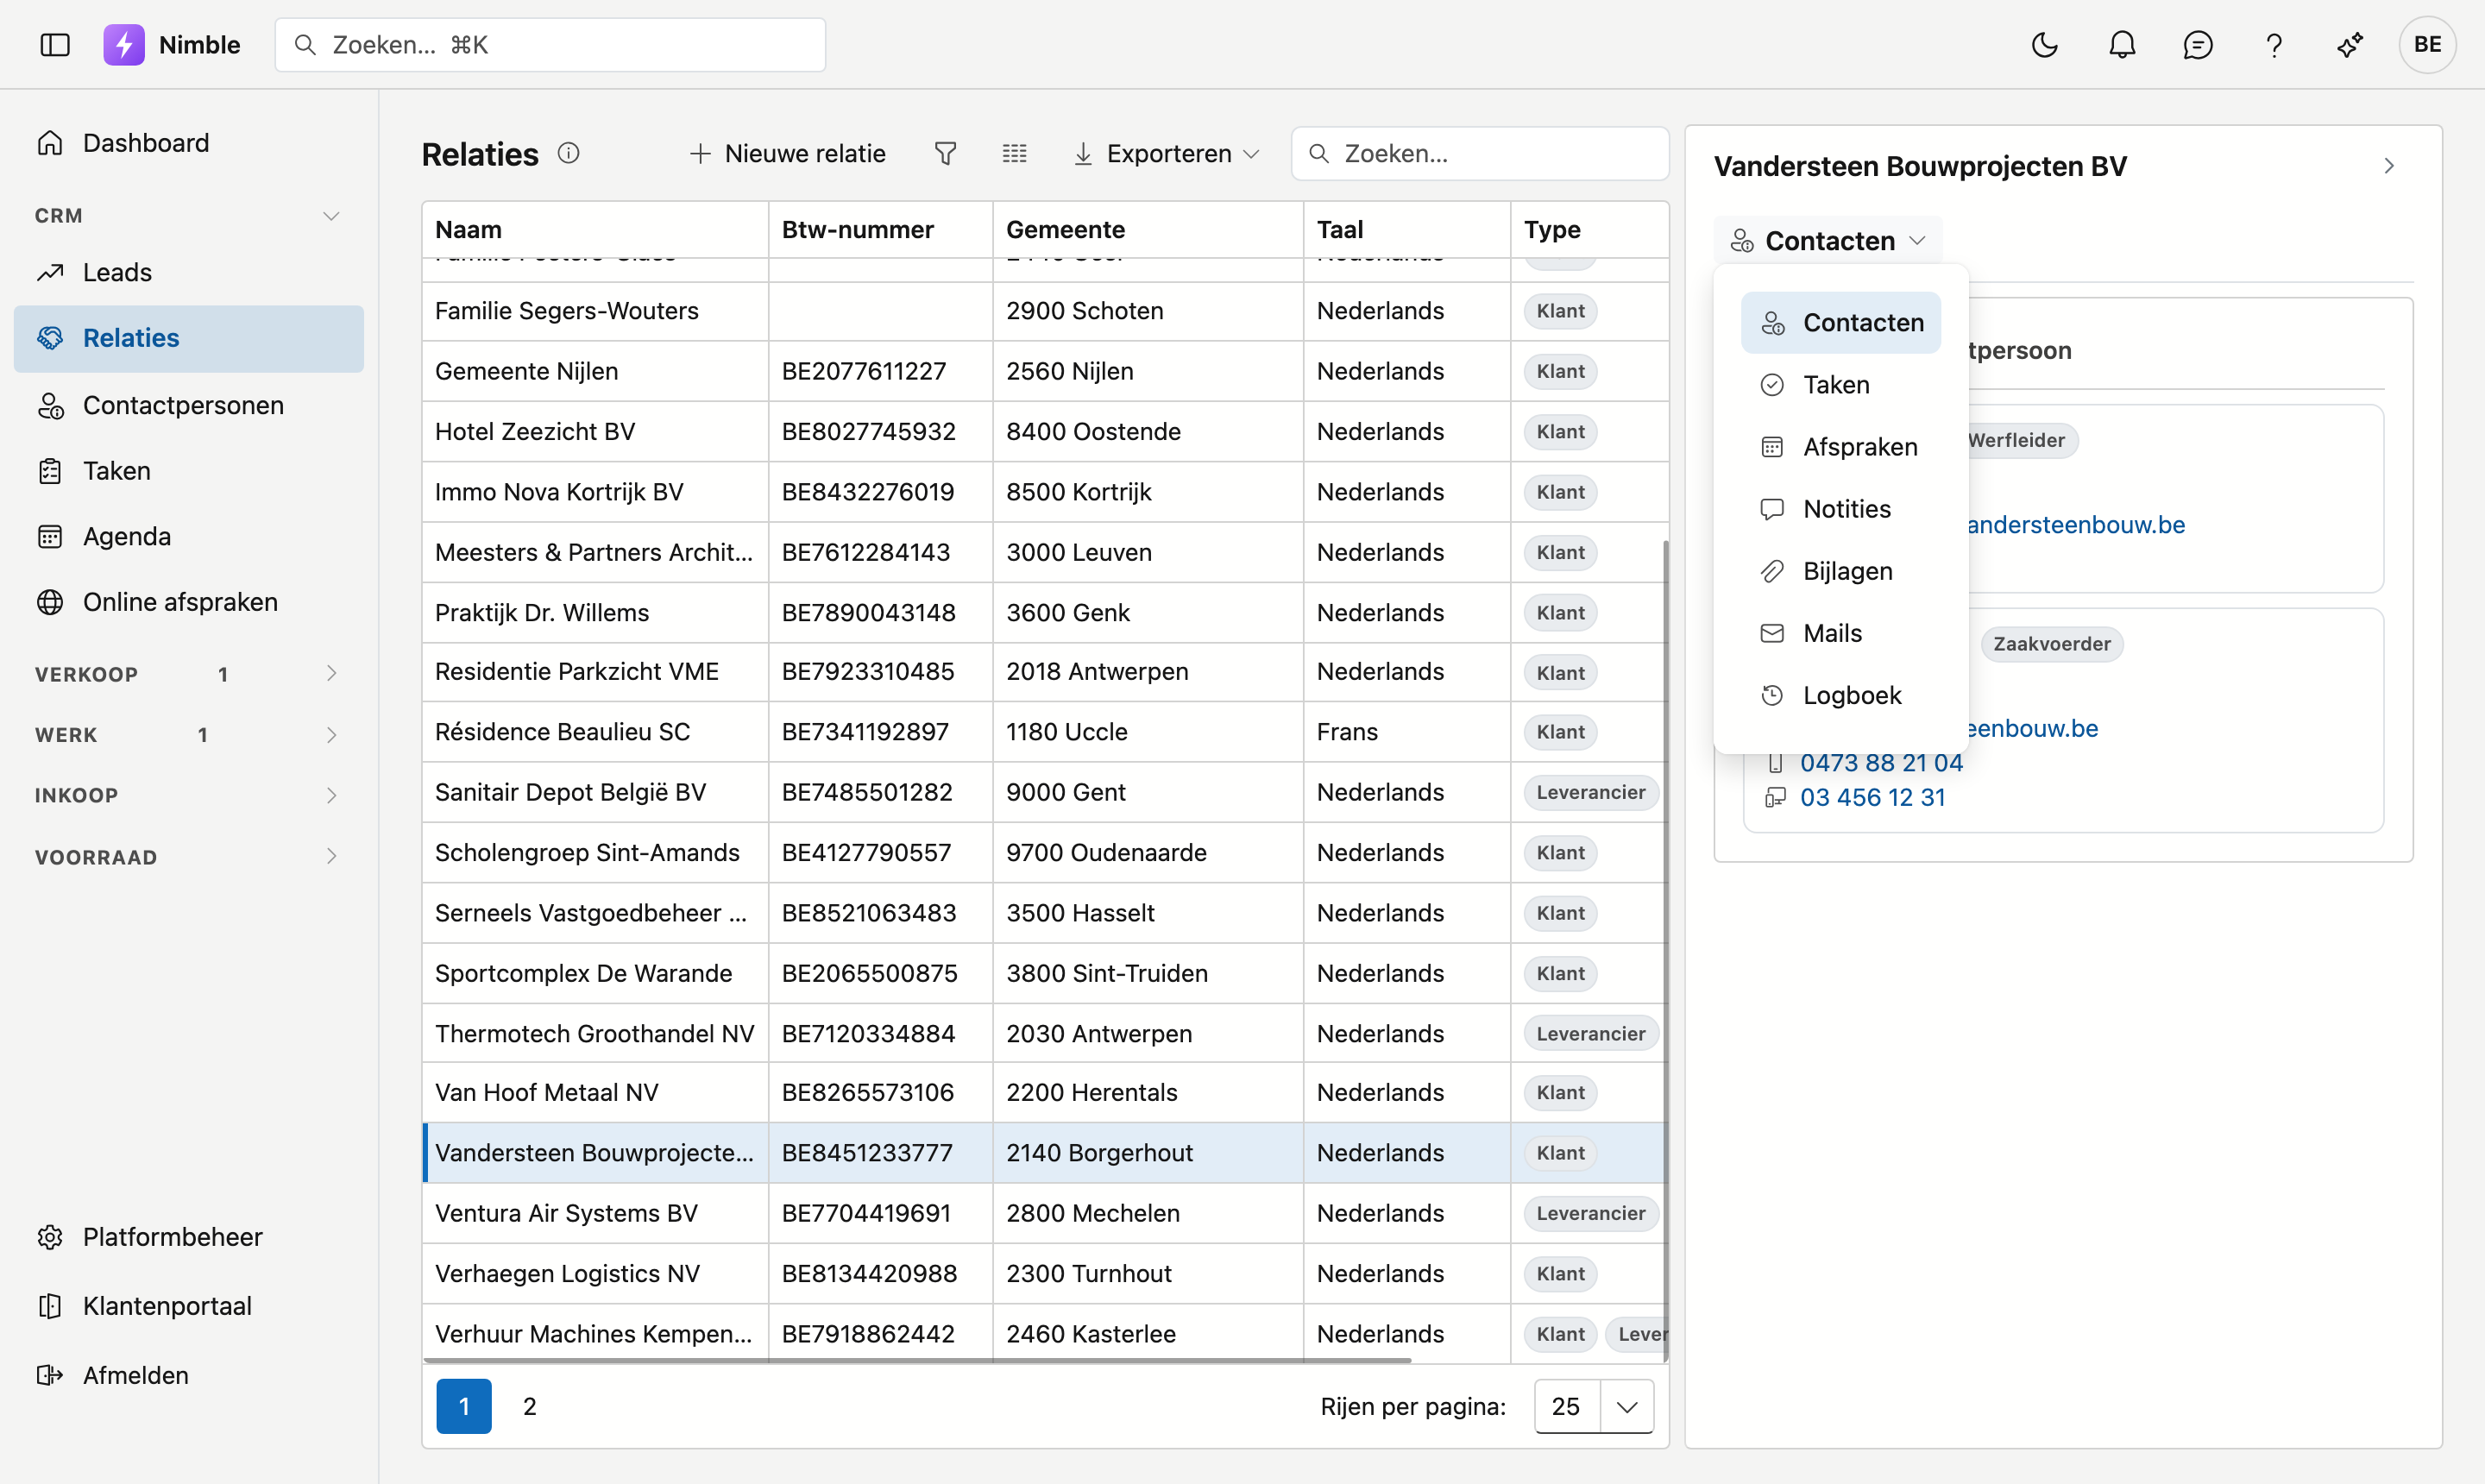 Nimble
Zoeken... ⌘K
BE
Dashboard
CRM
Leads
Relaties
Contactpersonen
Taken
Agenda
Online afspraken
VERKOOP 1
WERK 1
INKOOP
VOORRAAD
Platformbeheer
Klantenportaal
Afmelden
Relaties
Nieuwe relatie
Exporteren
Zoeken...
Naam Btw-nummer Gemeente Taal Type
Familie Segers-Wouters 2900 Schoten Nederlands Klant
Gemeente Nijlen BE2077611227 2560 Nijlen Nederlands Klant
Hotel Zeezicht BV BE8027745932 8400 Oostende Nederlands Klant
Immo Nova Kortrijk BV BE8432276019 8500 Kortrijk Nederlands Klant
Meesters & Partners Archit... BE7612284143 3000 Leuven Nederlands Klant
Praktijk Dr. Willems BE7890043148 3600 Genk Nederlands Klant
Residentie Parkzicht VME BE7923310485 2018 Antwerpen Nederlands Klant
Résidence Beaulieu SC BE7341192897 1180 Uccle Frans Klant
Sanitair Depot België BV BE7485501282 9000 Gent Nederlands Leverancier
Scholengroep Sint-Amands BE4127790557 9700 Oudenaarde Nederlands Klant
Serneels Vastgoedbeheer ... BE8521063483 3500 Hasselt Nederlands Klant
Sportcomplex De Warande BE2065500875 3800 Sint-Truiden Nederlands Klant
Thermotech Groothandel NV BE7120334884 2030 Antwerpen Nederlands Leverancier
Van Hoof Metaal NV BE8265573106 2200 Herentals Nederlands Klant
Vandersteen Bouwprojecte... BE8451233777 2140 Borgerhout Nederlands Klant
Ventura Air Systems BV BE7704419691 2800 Mechelen Nederlands Leverancier
Verhaegen Logistics NV BE8134420988 2300 Turnhout Nederlands Klant
Verhuur Machines Kempen... BE7918862442 2460 Kasterlee Nederlands Klant Lever
1 2
Rijen per pagina: 25
Vandersteen Bouwprojecten BV
Contacten
Contacten
Taken
Afspraken
Notities
Bijlagen
Mails
Logboek
tpersoon
Werfleider
andersteenbouw.be
Zaakvoerder
eenbouw.be
0473 88 21 04
03 456 12 31